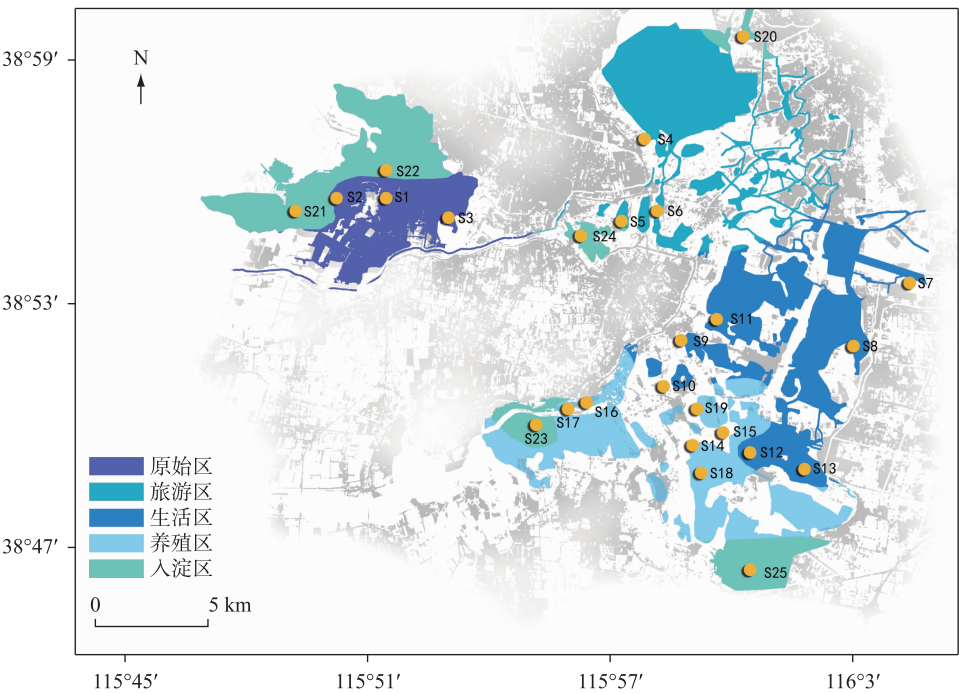 38°59′
38°53′
38°47′
N
S20
S4
S22
S21
S2
S1
S3
S6
S5
S24
S7
S11
S9
S8
S10
S16
S19
S17
S15
S23
S14
S12
S13
S18
S25
原始区
旅游区
生活区
养殖区
入淀区
0 5 km
115°45′ 115°51′ 115°57′ 116°3′